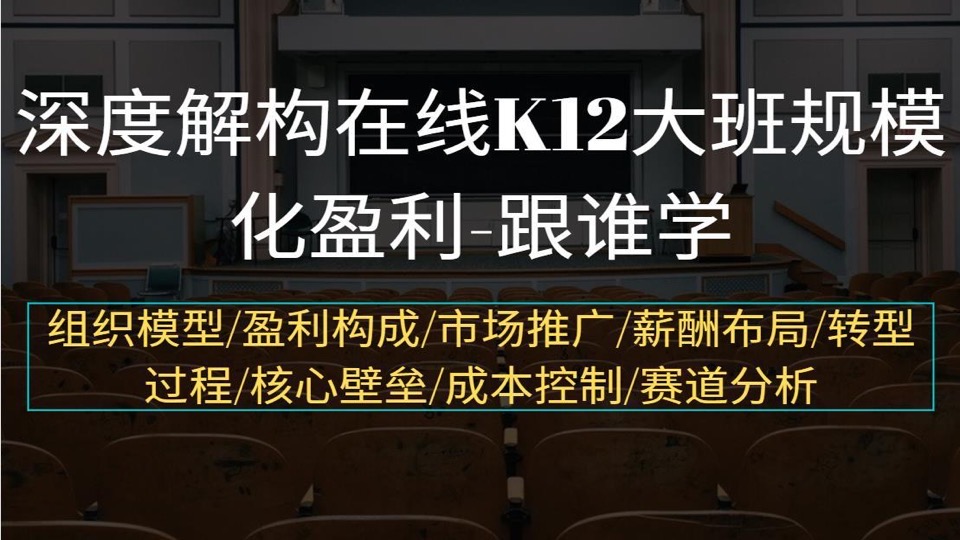 深度解构在线K12大班规模
化盈利-跟谁学
组织模型/盈利构成/市场推广/薪酬布局/转型
过程/核心壁垒/成本控制/赛道分析